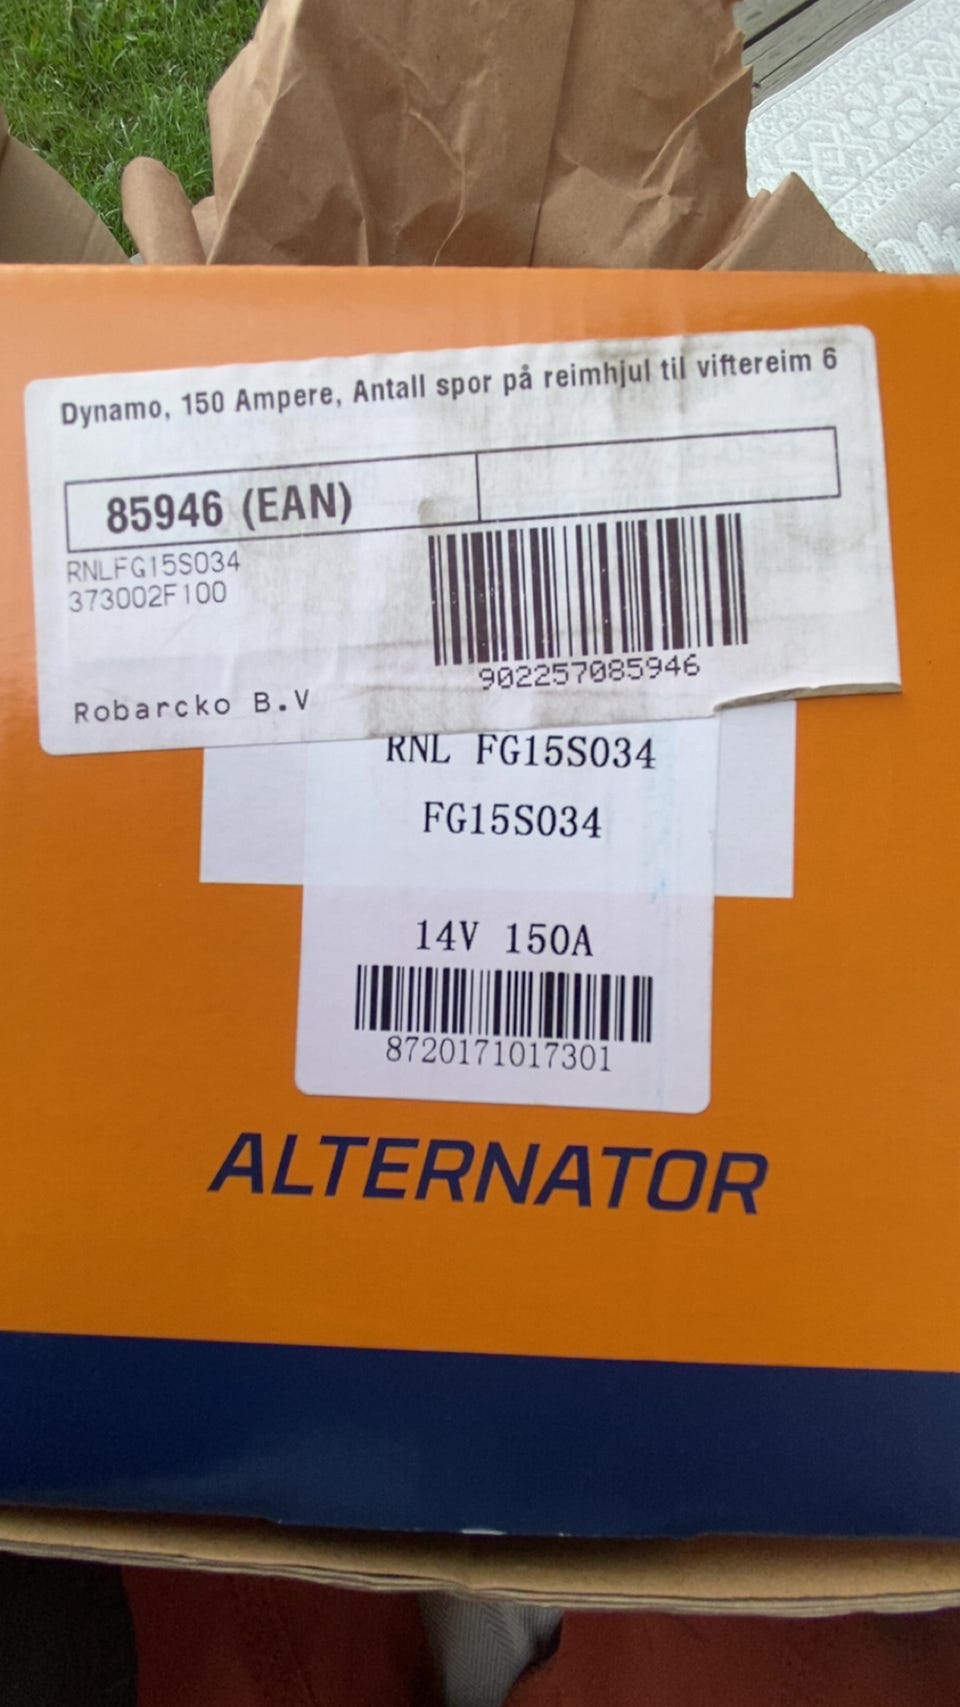 Dynamo, 150 Ampere, Antall spor på reimhjul til viftereim 6
85946 (EAN)
RNLFG15S034
373002F100
902257085946
Robarcko B.V
RNL FG15S034
FG15S034
14V 150A
8720171017301
ALTERNATOR